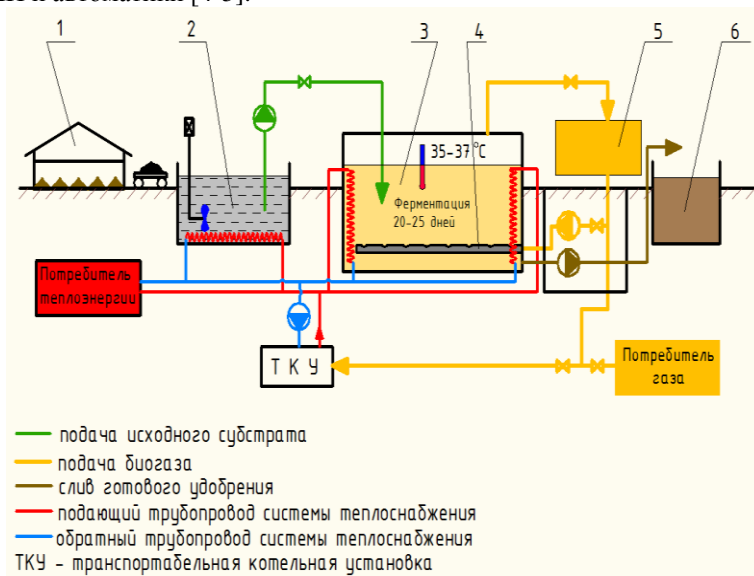 1 2 3 4 5 6
35-37 °C
Ферментация
20-25 дней
Потребитель
теплоэнергии
ТКУ
Потребитель
газа
подача исходного субстрата
подача биогаза
слив готового удобрения
подающий трубопровод системы теплоснабжения
обратный трубопровод системы теплоснабжения
ТКУ - транспортабельная котельная установка